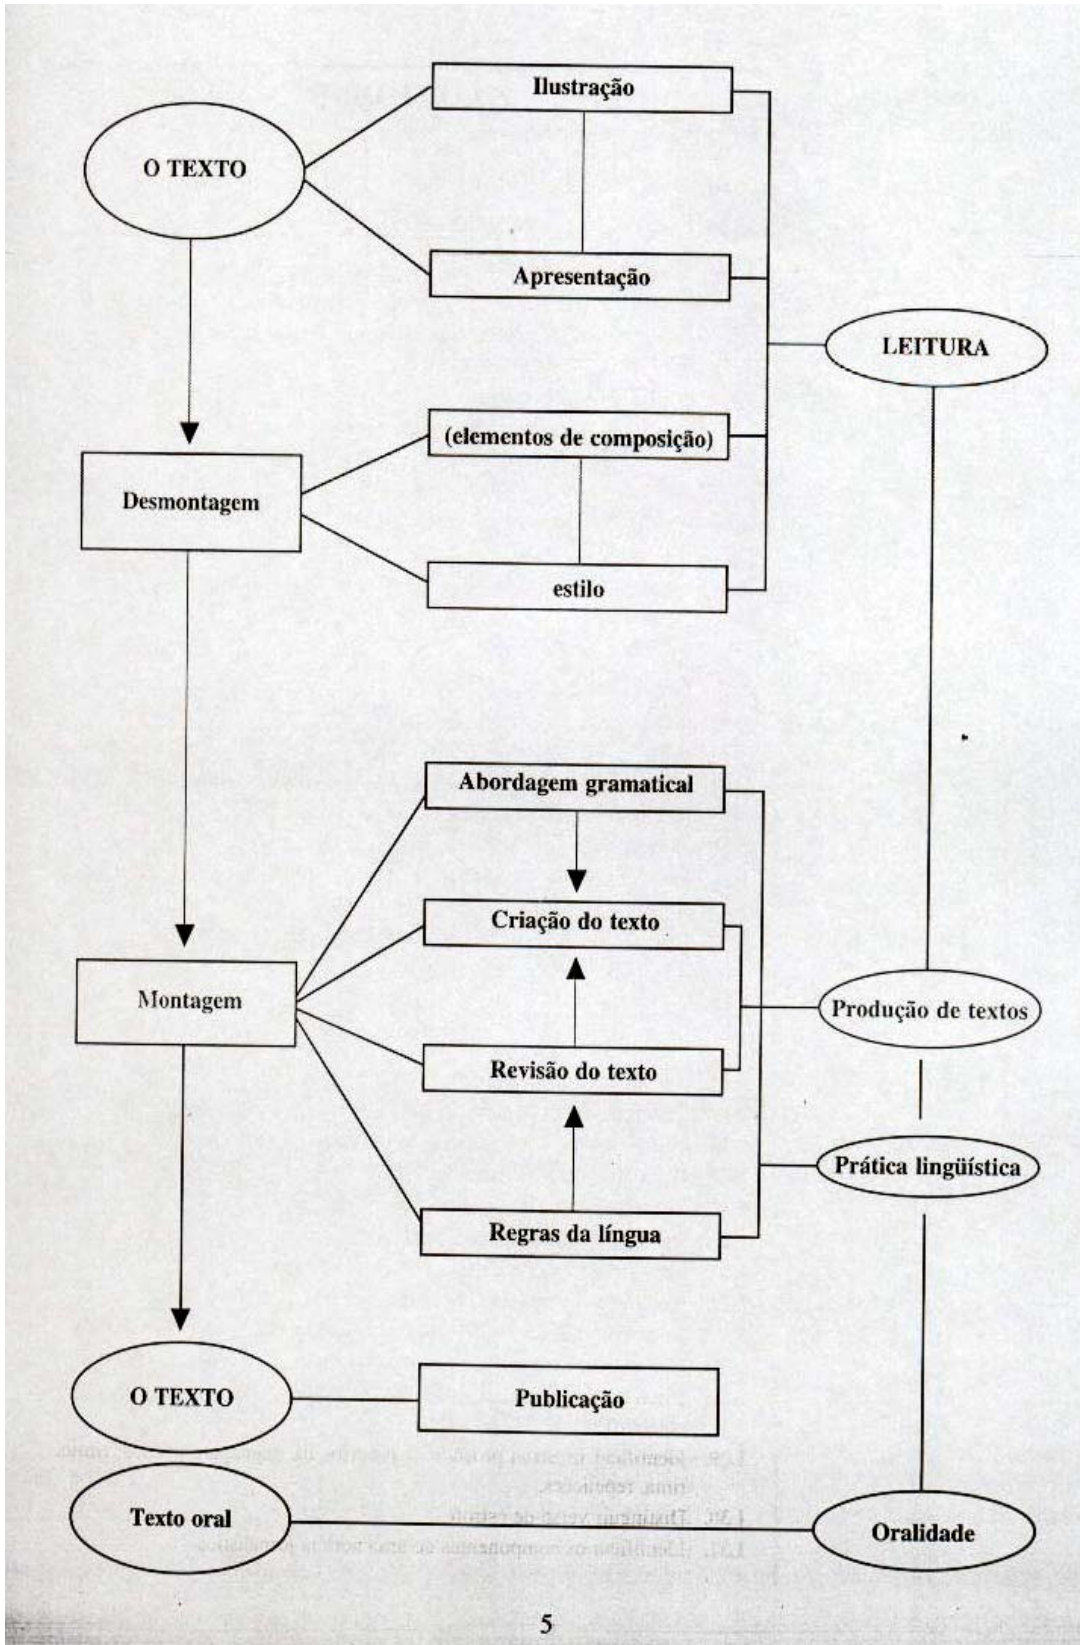 Ilustração
O TEXTO
Apresentação
LEITURA
(elementos de composição)
Desmontagem
estilo
Abordagem gramatical
Criação do texto
Montagem
Produção de textos
Revisão do texto
Prática lingüística
Regras da língua
O TEXTO
Publicação
Texto oral
Oralidade
5